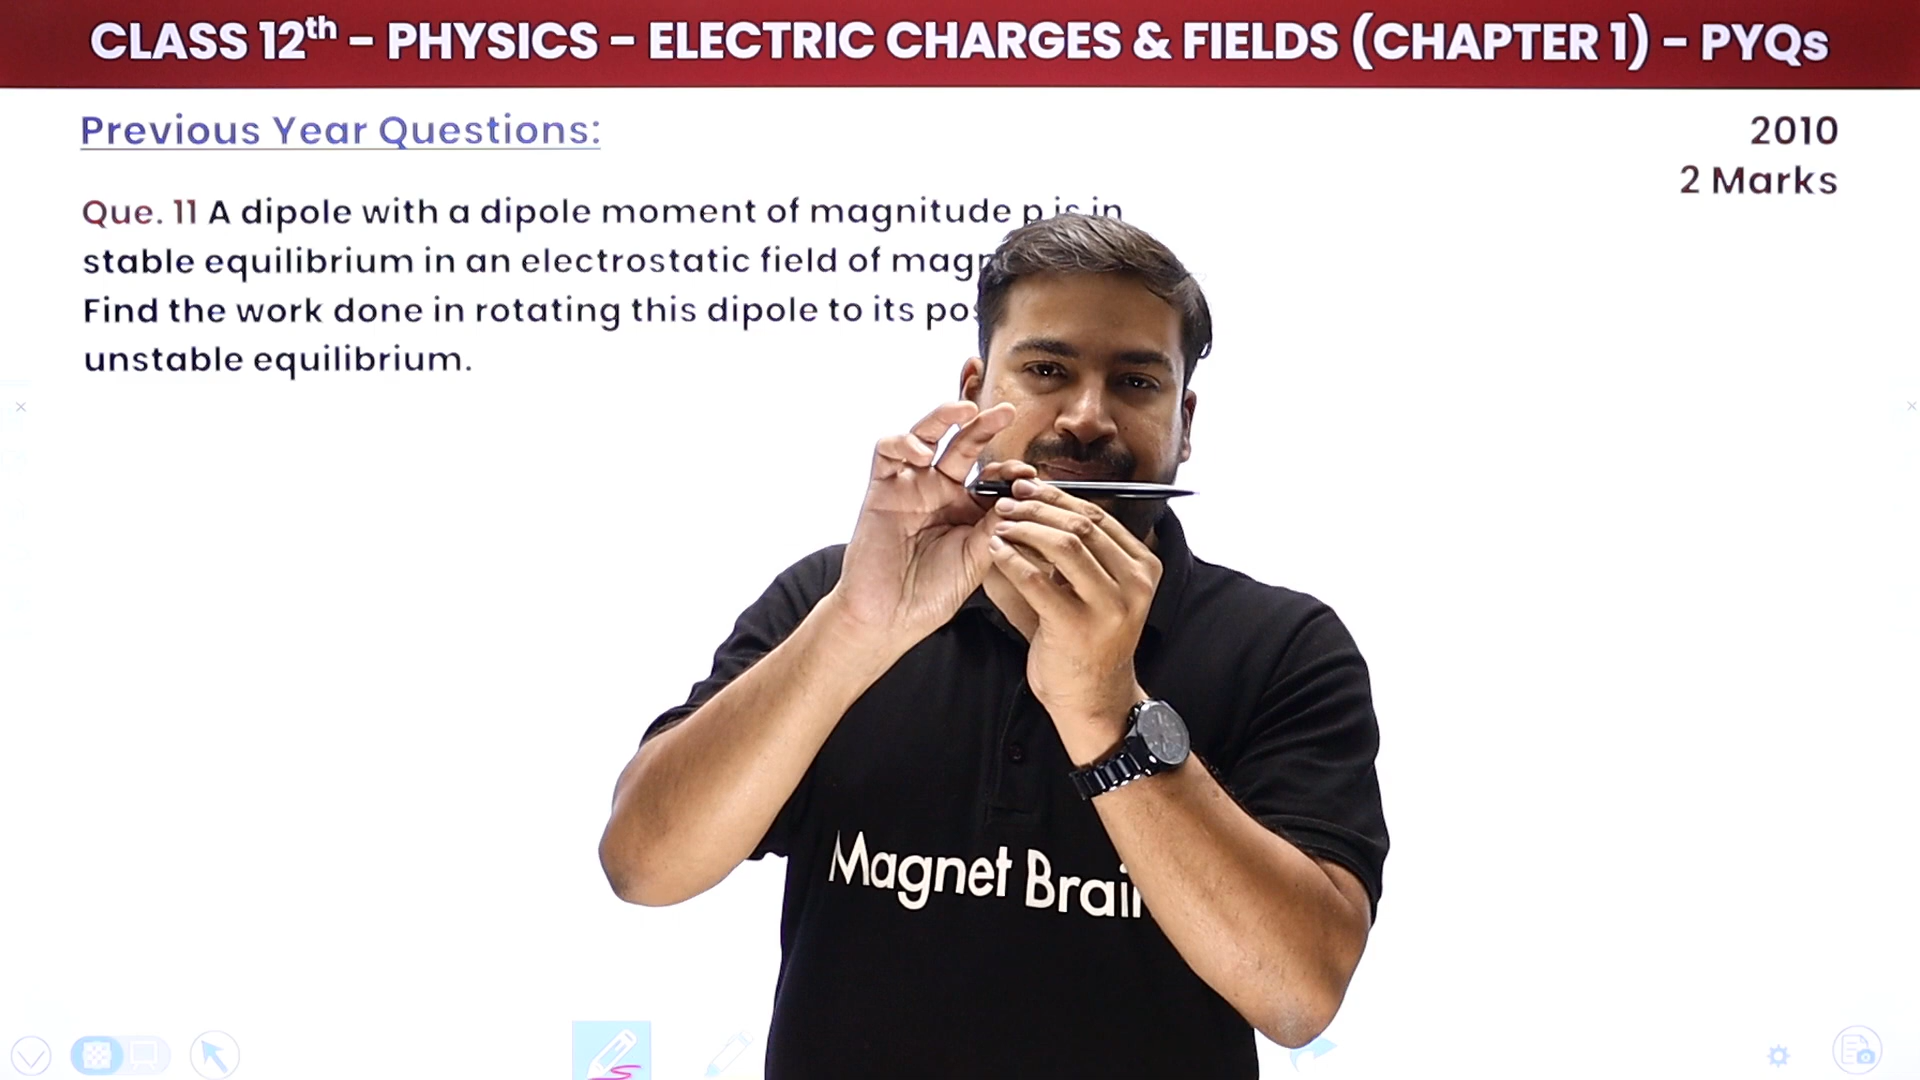 CLASS 12th - PHYSICS - ELECTRIC CHARGES & FIELDS (CHAPTER 1) - PYQs
Previous Year Questions:
2010
2 Marks
Que. 11 A dipole with a dipole moment of magnitude p is in
stable equilibrium in an electrostatic field of
Find the work done in rotating this dipole to its
unstable equilibrium.
Magnet